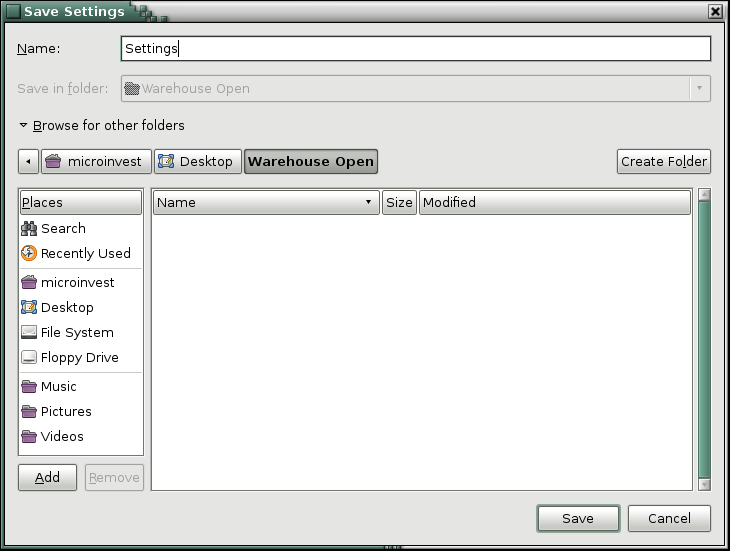 Save Settings
Name: Settings
Save in folder: Warehouse Open
Browse for other folders
microinvest Desktop Warehouse Open Create Folder
Places Name Size Modified
Search
Recently Used
microinvest
Desktop
File System
Floppy Drive
Music
Pictures
Videos
Add Remove
Save Cancel